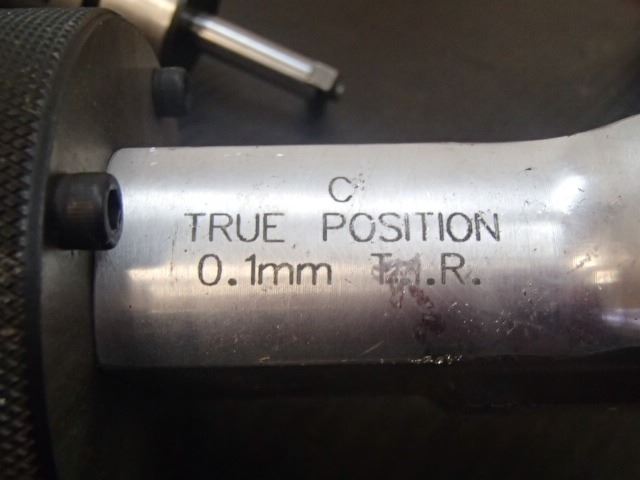 C
TRUE POSITION
0.1mm T.I.R.